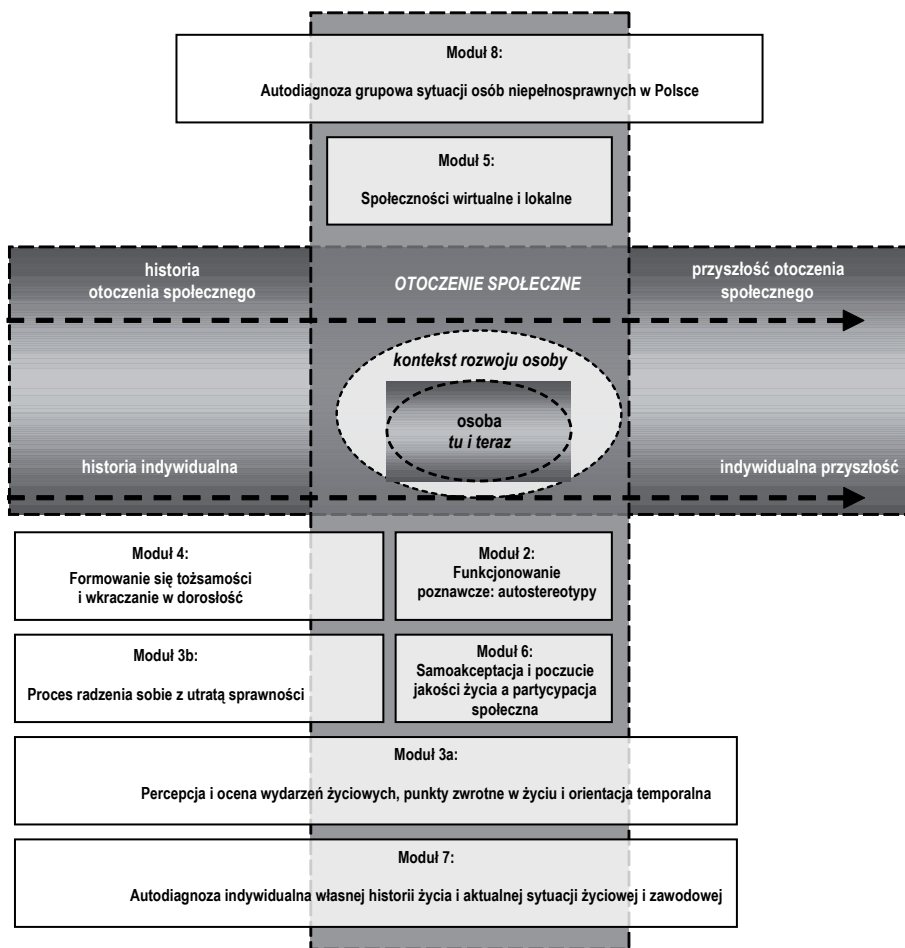 Moduł 8:
Autodiagnoza grupowa sytuacji osób niepełnosprawnych w Polsce
Moduł 5:
Społeczności wirtualne i lokalne
historia
otoczenia społecznego
OTOCZENIE SPOŁECZNE
przyszłość otoczenia
społecznego
kontekst rozwoju osoby
osoba
tu i teraz
historia indywidualna
indywidualna przyszłość
Moduł 4:
Formowanie się tożsamości
i wkraczanie w dorosłość
Moduł 2:
Funkcjonowanie
poznawcze: autostereotypy
Moduł 3b:
Proces radzenia sobie z utratą sprawności
Moduł 6:
Samoakceptacja i poczucie
jakości życia a partycypacja
społeczna
Moduł 3a:
Percepcja i ocena wydarzeń życiowych, punkty zwrotne w życiu i orientacja temporalna
Moduł 7:
Autodiagnoza indywidualna własnej historii życia i aktualnej sytuacji życiowej i zawodowej